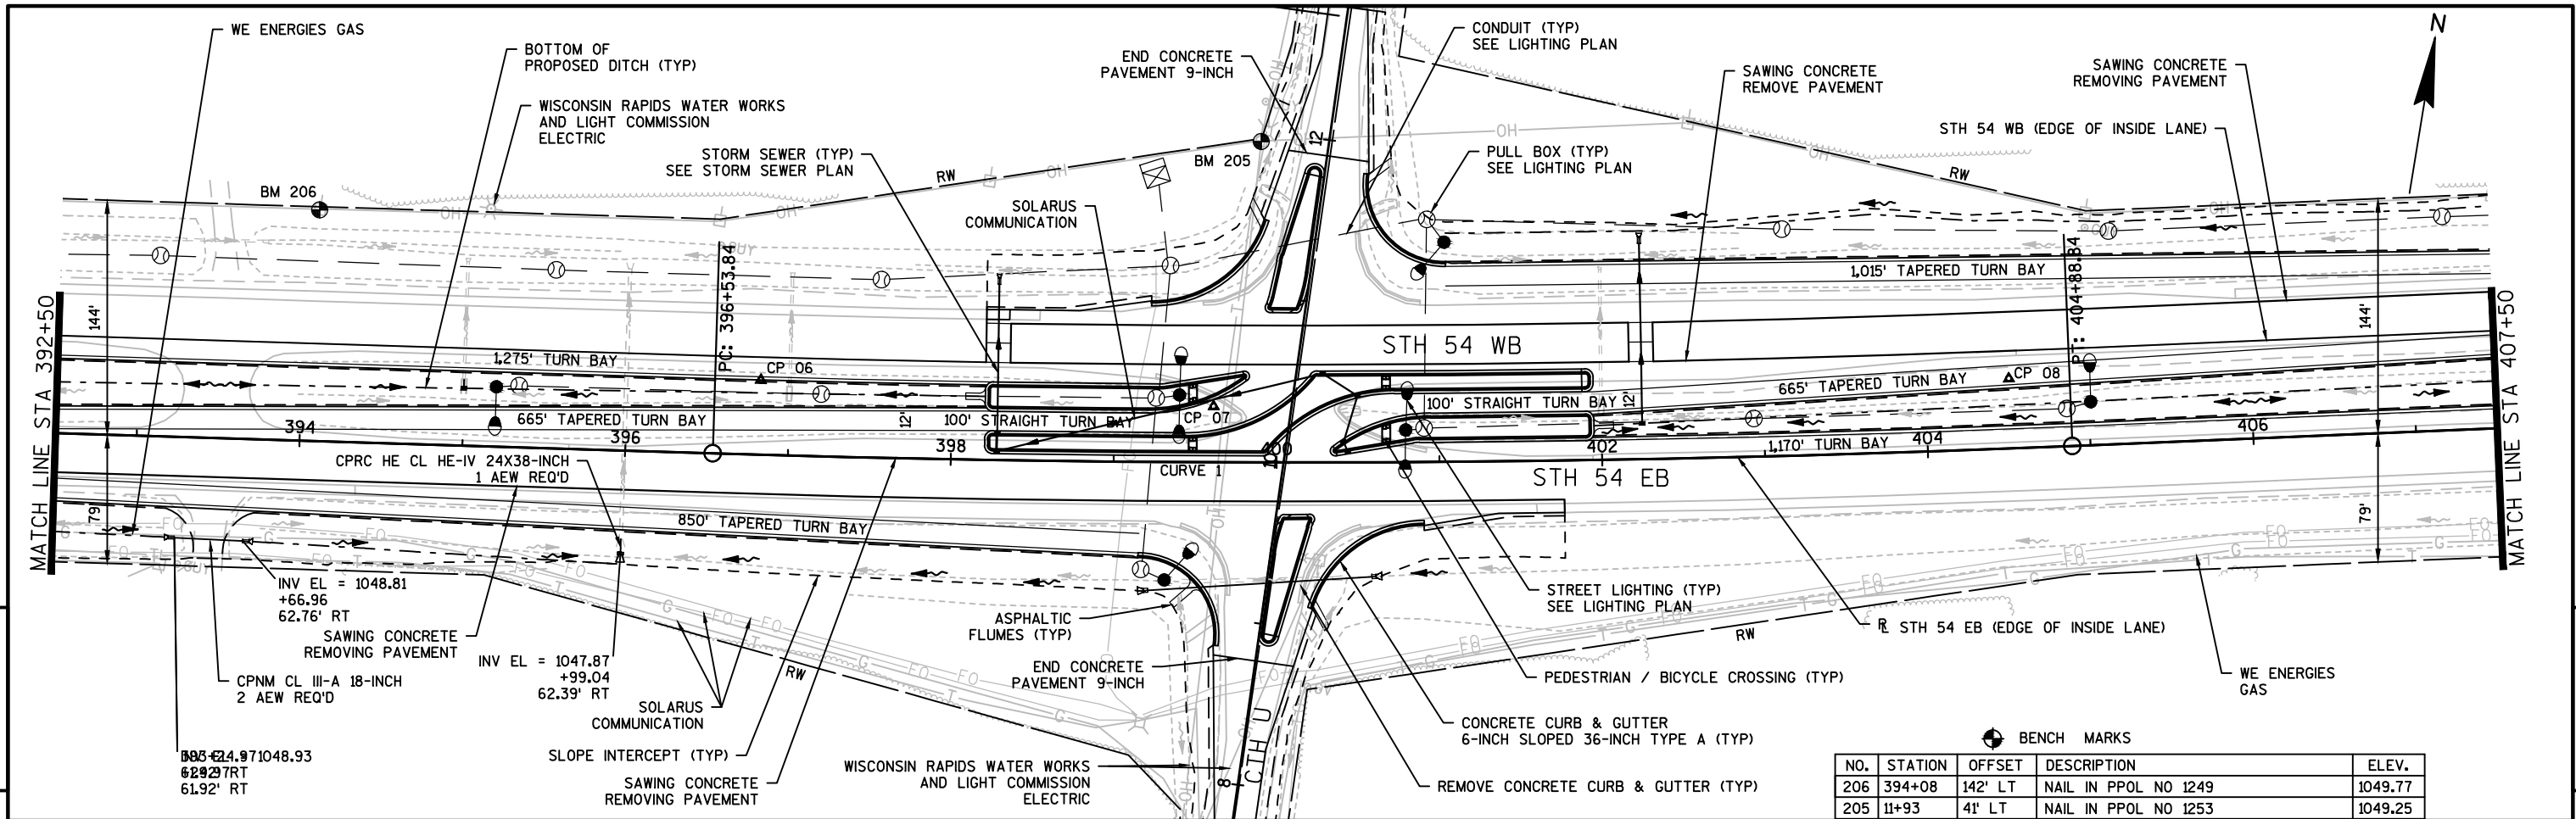 WE ENERGIES GAS
BOTTOM OF
PROPOSED DITCH (TYP)
WISCONSIN RAPIDS WATER WORKS
AND LIGHT COMMISSION
ELECTRIC
STORM SEWER (TYP)
SEE STORM SEWER PLAN
SOLARUS
COMMUNICATION
END CONCRETE
PAVEMENT 9-INCH
CONDUIT (TYP)
SEE LIGHTING PLAN
PULL BOX (TYP)
SEE LIGHTING PLAN
SAWING CONCRETE
REMOVE PAVEMENT
SAWING CONCRETE
REMOVING PAVEMENT
STH 54 WB (EDGE OF INSIDE LANE)
N
BM 206
BM 205
RW
RW
OH
OH
OH
OH
OH
OH
12
MATCH LINE STA 392+50
144'
79'
PC: 396+53.84
1,275' TURN BAY
CP 06
665' TAPERED TURN BAY
394
396
398
400
402
404
406
12'
100' STRAIGHT TURN BAY
CP 07
CURVE 1
STH 54 WB
100' STRAIGHT TURN BAY
12'
1,015' TAPERED TURN BAY
665' TAPERED TURN BAY
CP 08
PT: 404+88.84
1,170' TURN BAY
STH 54 EB
144'
79'
MATCH LINE STA 407+50
CPRC HE CL HE-IV 24X38-INCH
1 AEW REQ'D
850' TAPERED TURN BAY
INV EL = 1048.81
+66.96
62.76' RT
SAWING CONCRETE
REMOVING PAVEMENT
CPNM CL III-A 18-INCH
2 AEW REQ'D
INV EL = 1047.87
+99.04
62.39' RT
SOLARUS
COMMUNICATION
SLOPE INTERCEPT (TYP)
SAWING CONCRETE
REMOVING PAVEMENT
61.92' RT
RW
ASPHALTIC
FLUMES (TYP)
END CONCRETE
PAVEMENT 9-INCH
WISCONSIN RAPIDS WATER WORKS
AND LIGHT COMMISSION
ELECTRIC
8
CTH U
STREET LIGHTING (TYP)
SEE LIGHTING PLAN
PEDESTRIAN / BICYCLE CROSSING (TYP)
CONCRETE CURB & GUTTER
6-INCH SLOPED 36-INCH TYPE A (TYP)
REMOVE CONCRETE CURB & GUTTER (TYP)
RW
STH 54 EB (EDGE OF INSIDE LANE)
WE ENERGIES
GAS
BENCH MARKS
NO. STATION OFFSET DESCRIPTION ELEV.
206 394+08 142' LT NAIL IN PPOL NO 1249 1049.77
205 11+93 41' LT NAIL IN PPOL NO 1253 1049.25